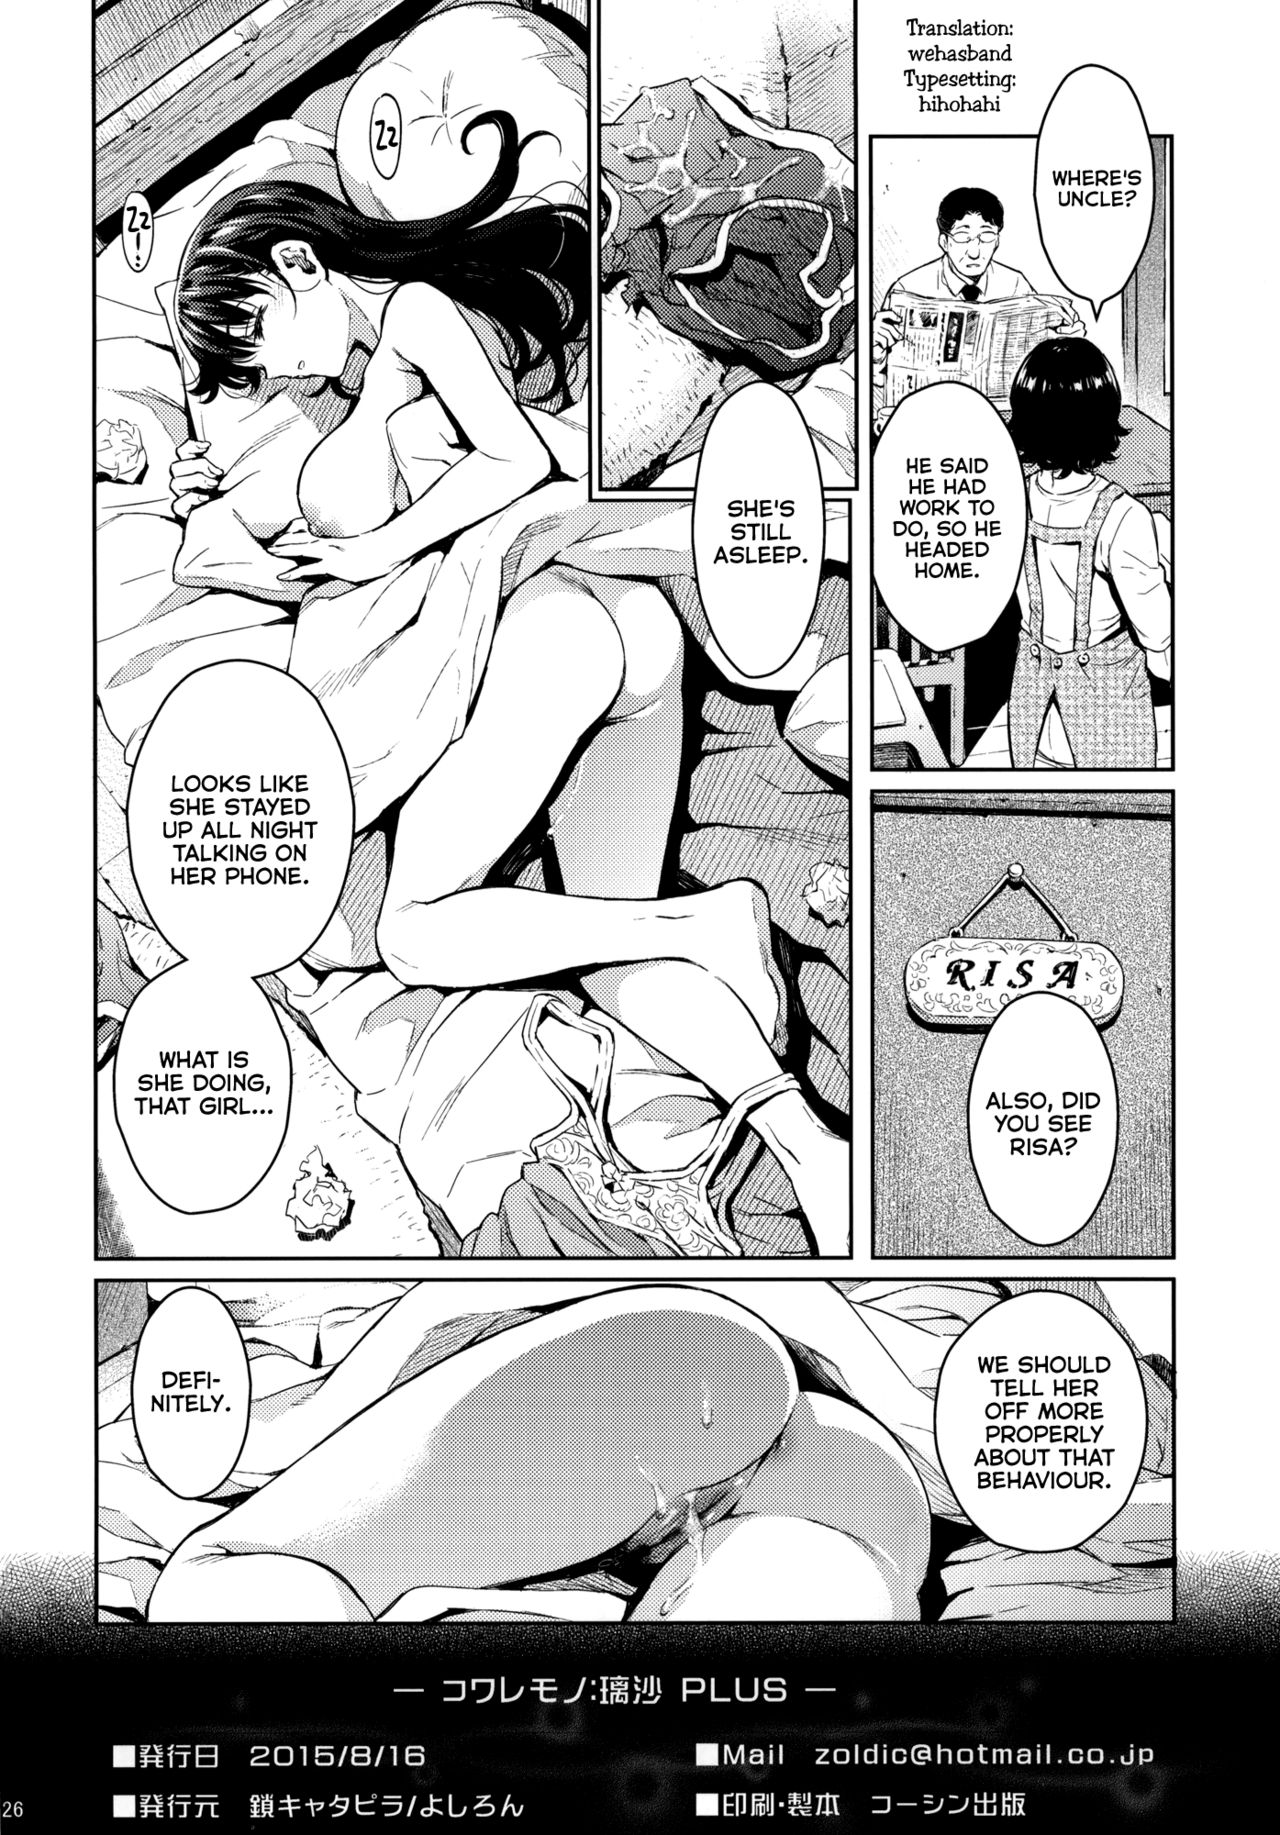 Translation:
wehasband
Typesetting:
hihohahi
WHERE'S
UNCLE?
HE SAID
HE HAD
WORK TO
DO, SO HE
HEADED
HOME.
RISA
ALSO, DID
YOU SEE
RISA?
SHE'S
STILL
ASLEEP.
Zz
Zz!
LOOKS LIKE
SHE STAYED
UP ALL NIGHT
TALKING ON
HER PHONE.
WHAT IS
SHE DOING,
THAT GIRL...
WE SHOULD
TELL HER
OFF MORE
PROPERLY
ABOUT THAT
BEHAVIOUR.
DEFI-
NITELY.
— コワレモノ:璃沙 PLUS —
■発行日 2015/8/16
■Mail zoldic@hotmail.co.jp
■発行元 鎖キャタピラ/よしろん
■印刷・製本 コーシン出版
26